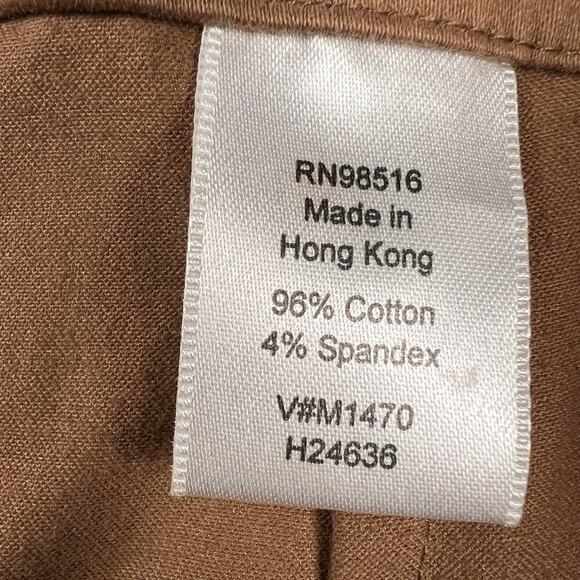 RN98516
Made in
Hong Kong
96% Cotton
4% Spandex
V#M1470
H24636